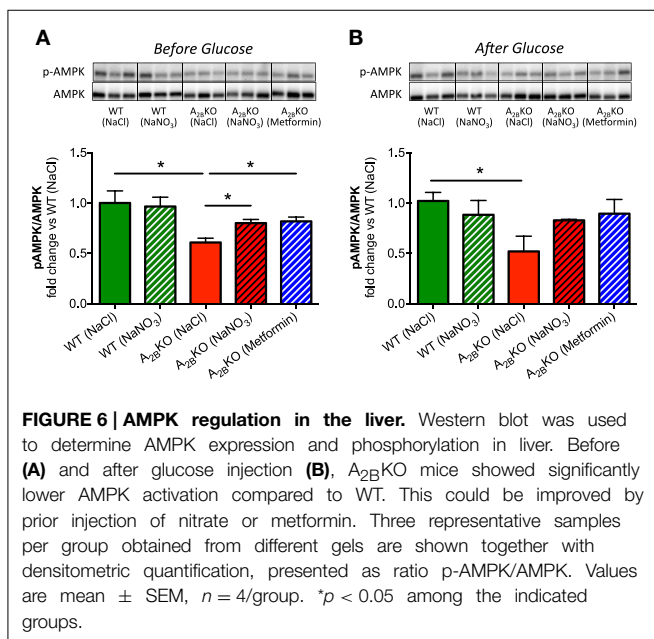 A
Before Glucose
p-AMPK
AMPK
WT (NaCl) WT (NaNO3) A2BKO (NaCl) A2BKO (NaNO3) A2BKO (Metformin)
pAMPK/AMPK
fold change vs WT (NaCl)
1.5
1.0
0.5
0.0
* * *
WT (NaCl)
WT (NaNO3)
A2BKO (NaCl)
A2BKO (NaNO3)
A2BKO (Metformin)
B
After Glucose
p-AMPK
AMPK
WT (NaCl) WT (NaNO3) A2BKO (NaCl) A2BKO (NaNO3) A2BKO (Metformin)
pAMPK/AMPK
fold change vs WT (NaCl)
1.5
1.0
0.5
0.0
*
WT (NaCl)
WT (NaNO3)
A2BKO (NaCl)
A2BKO (NaNO3)
A2BKO (Metformin)
FIGURE 6 | AMPK regulation in the liver. Western blot was used
to determine AMPK expression and phosphorylation in liver. Before
(A) and after glucose injection (B), A2BKO mice showed significantly
lower AMPK activation compared to WT. This could be improved by
prior injection of nitrate or metformin. Three representative samples
per group obtained from different gels are shown together with
densitometric quantification, presented as ratio p-AMPK/AMPK. Values
are mean ± SEM, n = 4/group. *p < 0.05 among the indicated
groups.